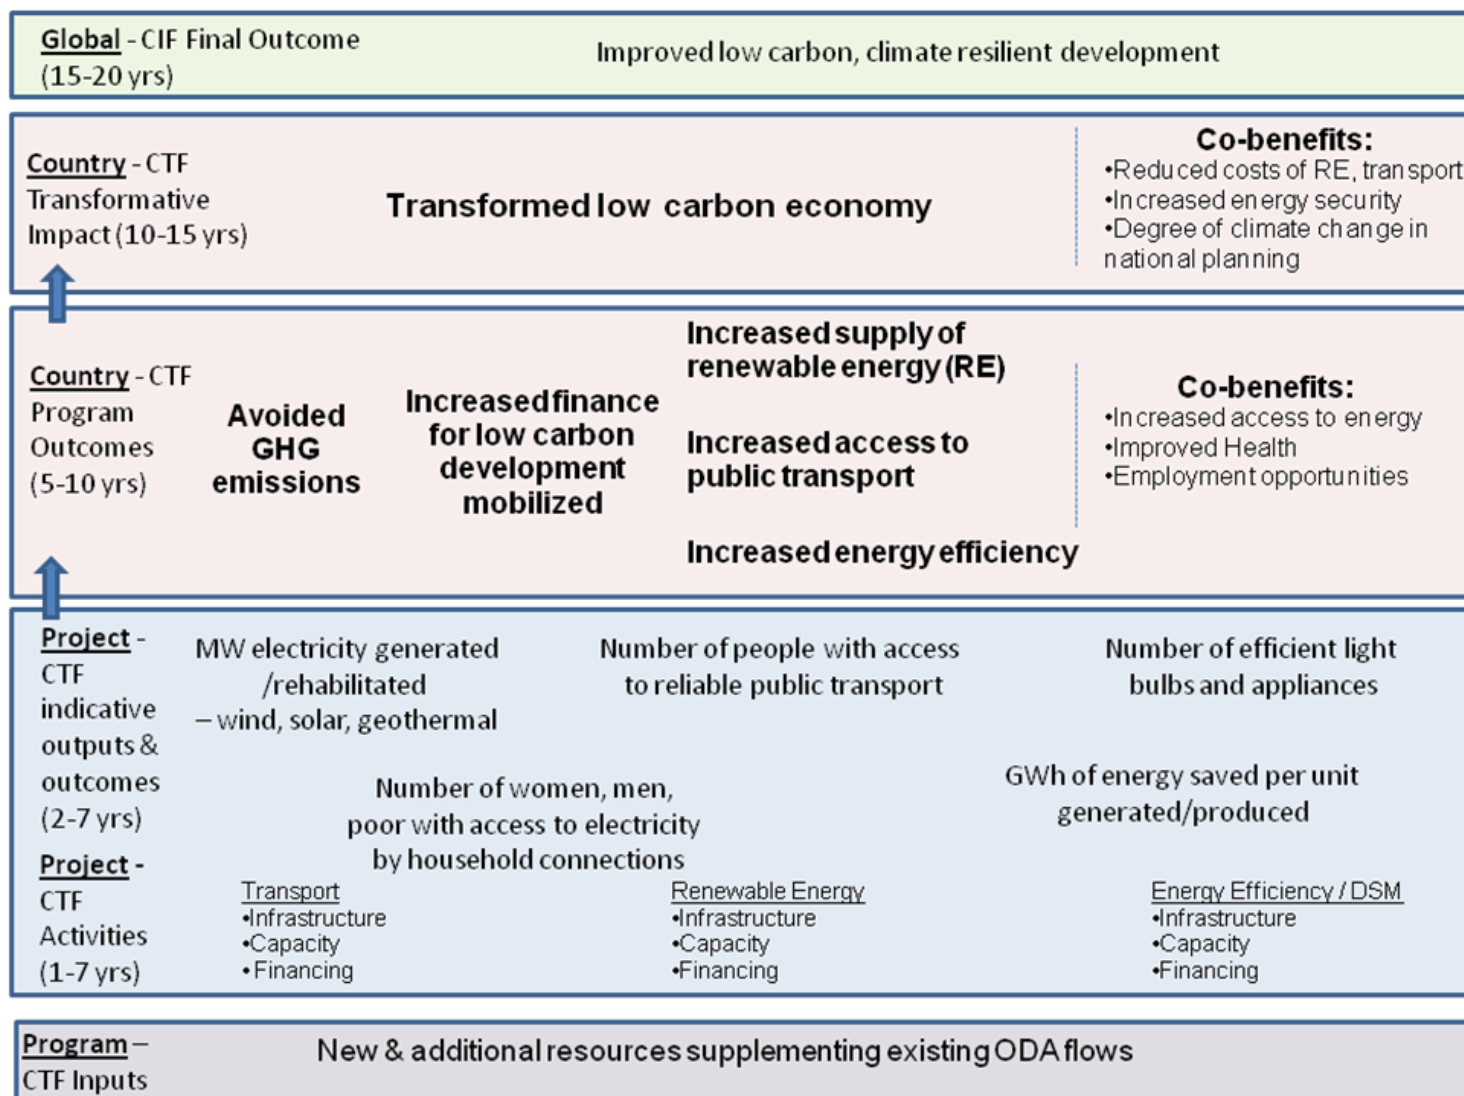 Global - CIF Final Outcome
(15-20 yrs)
Improved low carbon, climate resilient development
Country - CTF
Transformative
Impact (10-15 yrs)
Transformed low carbon economy
Co-benefits:
•Reduced costs of RE, transport
•Increased energy security
•Degree of climate change in
national planning
Country - CTF
Program
Outcomes
(5-10 yrs)
Avoided
GHG
emissions
Increased finance
for low carbon
development
mobilized
Increased supply of
renewable energy (RE)
Increased access to
public transport
Increased energy efficiency
Co-benefits:
•Increased access to energy
•Improved Health
•Employment opportunities
Project -
CTF
indicative
outputs &
outcomes
(2-7 yrs)
MW electricity generated
/rehabilitated
– wind, solar, geothermal
Number of people with access
to reliable public transport
Number of efficient light
bulbs and appliances
Number of women, men,
poor with access to electricity
by household connections
GWh of energy saved per unit
generated/produced
Project -
CTF
Activities
(1-7 yrs)
Transport
•Infrastructure
•Capacity
•Financing
Renewable Energy
•Infrastructure
•Capacity
•Financing
Energy Efficiency / DSM
•Infrastructure
•Capacity
•Financing
Program –
CTF Inputs
New & additional resources supplementing existing ODA flows